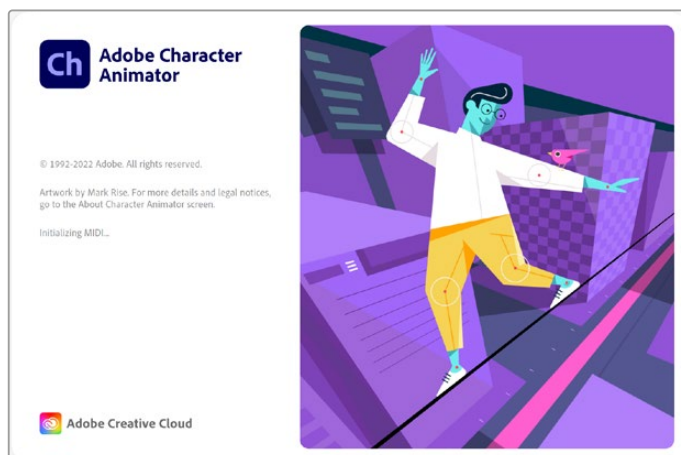 Ch
Adobe Character
Animator
© 1992-2022 Adobe. All rights reserved.
Artwork by Mark Rise. For more details and legal notices,
go to the About Character Animator screen.
Initializing MIDI...
Adobe Creative Cloud